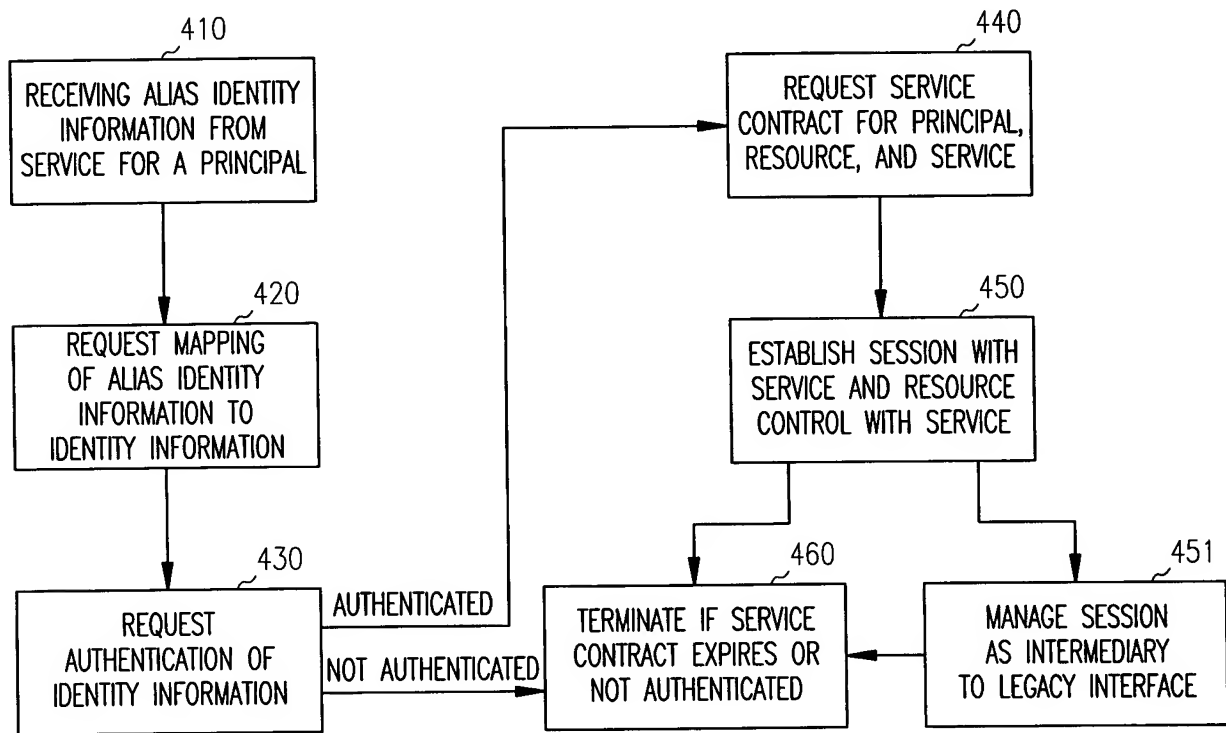 410
RECEIVING ALIAS IDENTITY
INFORMATION FROM
SERVICE FOR A PRINCIPAL
420
REQUEST MAPPING
OF ALIAS IDENTITY
INFORMATION TO
IDENTITY INFORMATION
430
REQUEST
AUTHENTICATION OF
IDENTITY INFORMATION
AUTHENTICATED
NOT AUTHENTICATED
440
REQUEST SERVICE
CONTRACT FOR PRINCIPAL,
RESOURCE, AND SERVICE
450
ESTABLISH SESSION WITH
SERVICE AND RESOURCE
CONTROL WITH SERVICE
460
TERMINATE IF SERVICE
CONTRACT EXPIRES OR
NOT AUTHENTICATED
451
MANAGE SESSION
AS INTERMEDIARY
TO LEGACY INTERFACE